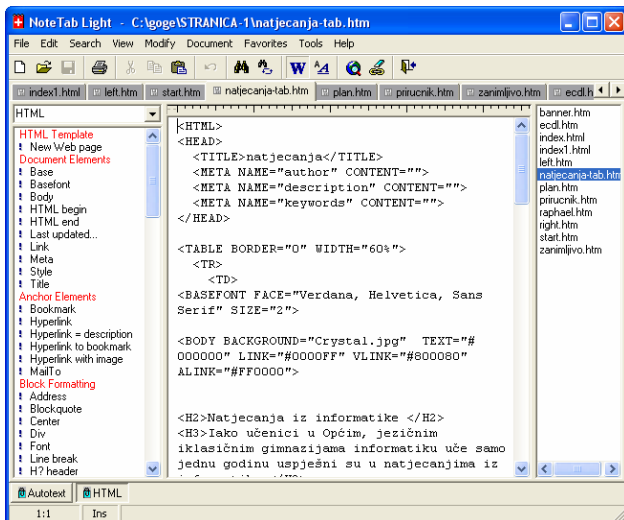 NoteTab Light - C:\goge\STRANICA-1\natjecanja-tab.htm
File Edit Search View Modify Document Favorites Tools Help
index1.html left.htm start.htm natjecanja-tab.htm plan.htm prirucnik.htm zanimljivo.htm ecdl.h
HTML
HTML Template
! New Web page
Document Elements
! Base
! Basefont
! Body
! HTML begin
! HTML end
! Last updated...
! Link
! Meta
! Style
! Title
Anchor Elements
! Bookmark
! Hyperlink
! Hyperlink = description
! Hyperlink to bookmark
! Hyperlink with image
! MailTo
Block Formatting
! Address
! Blockquote
! Center
! Div
! Font
! Line break
! H? header
<HTML>
<HEAD>
<TITLE>natjecanja</TITLE>
<META NAME="author" CONTENT="">
<META NAME="description" CONTENT="">
<META NAME="keywords" CONTENT="">
</HEAD>
<TABLE BORDER="0" WIDTH="60%">
<TR>
<TD>
<BASEFONT FACE="Verdana, Helvetica, Sans
Serif" SIZE="2">
<BODY BACKGROUND="Crystal.jpg" TEXT="#
000000" LINK="#0000FF" VLINK="#800080"
ALINK="#FF0000">
<H2>Natjecanja iz informatike </H2>
<H3>Iako učenici u Općim, jezičnim
iklasičnim gimnazijama informatiku uče samo
jednu godinu uspješni su u natjecanjima iz
banner.htm
ecdl.htm
index.html
index1.html
left.htm
natjecanja-tab.htm
plan.htm
prirucnik.htm
raphael.htm
right.htm
start.htm
zanimljivo.htm
Autotext HTML
1:1 Ins